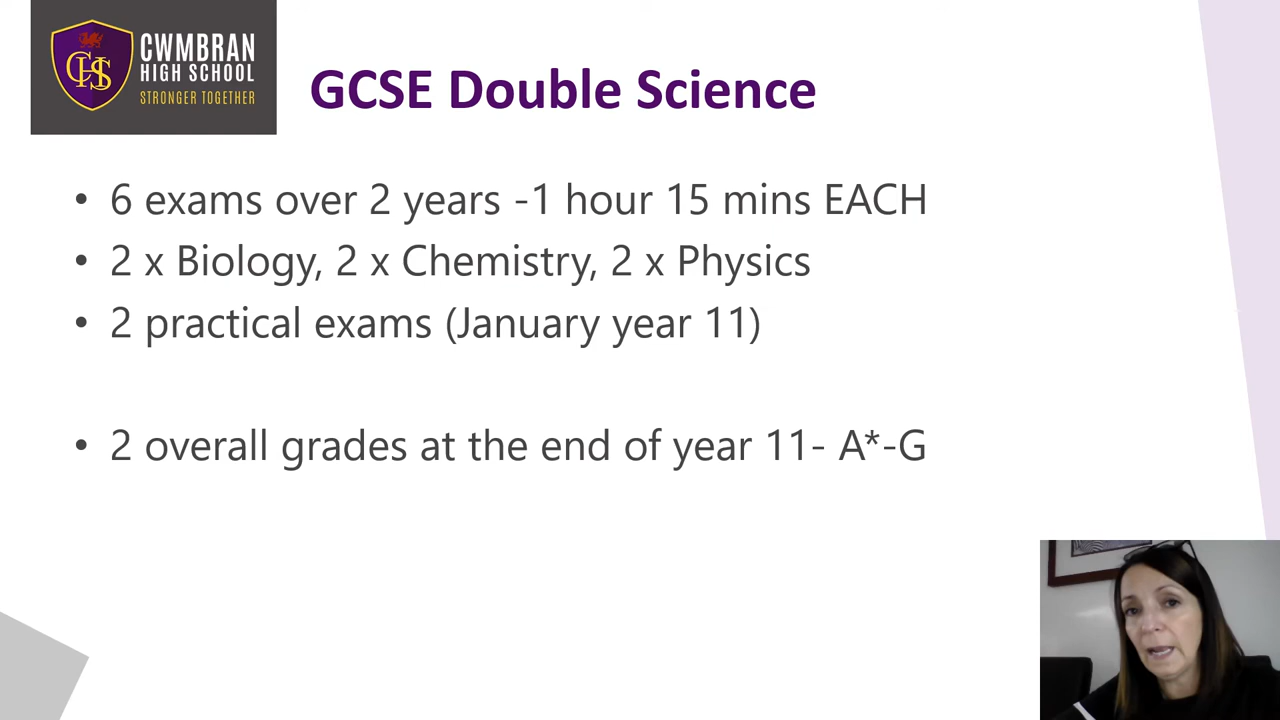 CHS
CWMBRAN
HIGH SCHOOL
STRONGER TOGETHER
GCSE Double Science
• 6 exams over 2 years -1 hour 15 mins EACH
• 2 x Biology, 2 x Chemistry, 2 x Physics
• 2 practical exams (January year 11)
• 2 overall grades at the end of year 11- A*-G